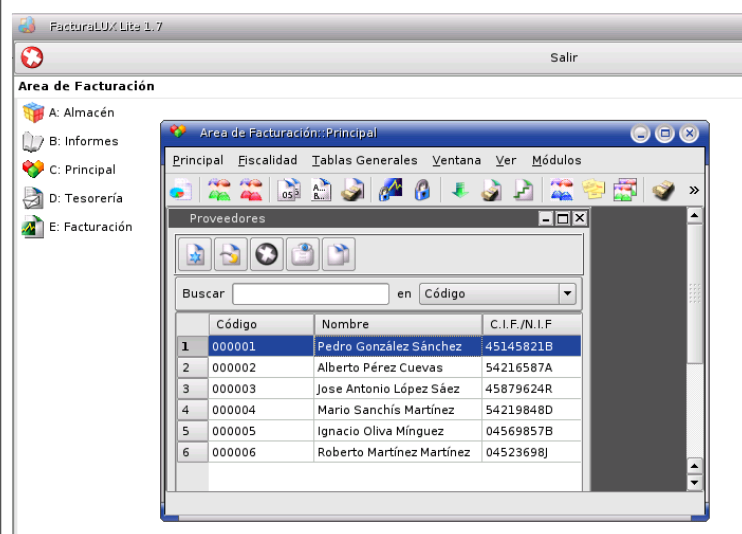 FacturaLUX Lite 1.7
Salir
Area de Facturación
A: Almacén
B: Informes
C: Principal
D: Tesorería
E: Facturación
Area de Facturación::Principal
Principal Fiscalidad Tablas Generales Ventana Ver Módulos
Proveedores
Buscar en Código
Código Nombre C.I.F./N.I.F
1 000001 Pedro González Sánchez 45145821B
2 000002 Alberto Pérez Cuevas 54216587A
3 000003 Jose Antonio López Sáez 45879624R
4 000004 Mario Sanchís Martínez 54219848D
5 000005 Ignacio Oliva Mínguez 04569857B
6 000006 Roberto Martínez Martínez 04523698J